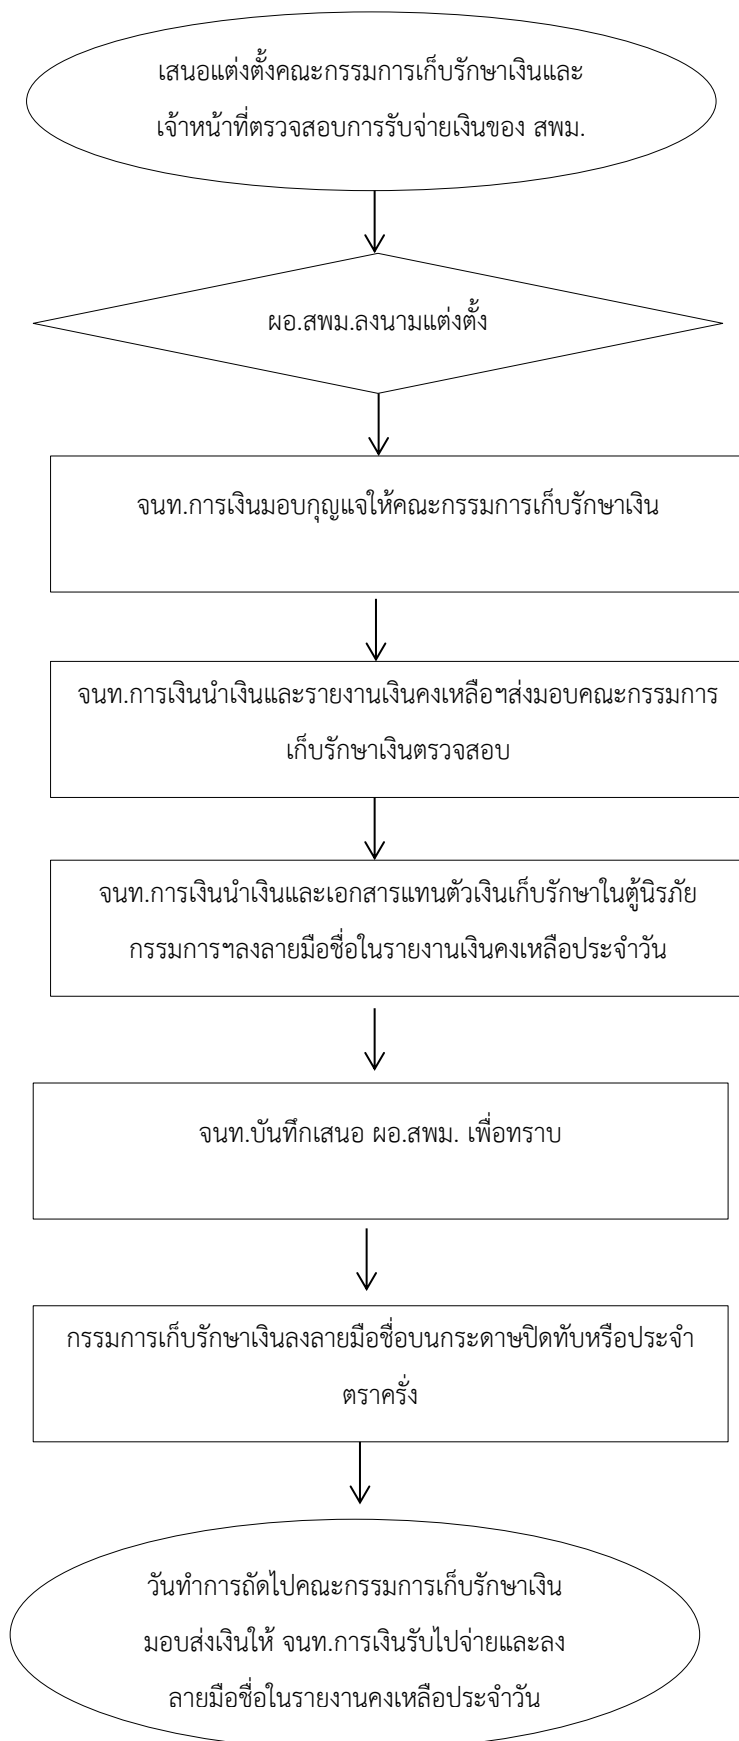 เสนอแต่งตั้งคณะกรรมการเก็บรักษาเงินและ
เจ้าหน้าที่ตรวจสอบการรับจ่ายเงินของ สพม.
ผอ.สพม.ลงนามแต่งตั้ง
จนท.การเงินมอบกุญแจให้คณะกรรมการเก็บรักษาเงิน
จนท.การเงินนำเงินและรายงานเงินคงเหลือฯส่งมอบคณะกรรมการ
เก็บรักษาเงินตรวจสอบ
จนท.การเงินนำเงินและเอกสารแทนตัวเงินเก็บรักษาในตู้นิรภัย
กรรมการฯลงลายมือชื่อในรายงานเงินคงเหลือประจำวัน
จนท.บันทึกเสนอ ผอ.สพม. เพื่อทราบ
กรรมการเก็บรักษาเงินลงลายมือชื่อบนกระดาษปิดทับหรือประจำ
ตราครั่ง
วันทำการถัดไปคณะกรรมการเก็บรักษาเงิน
มอบส่งเงินให้ จนท.การเงินรับไปจ่ายและลง
ลายมือชื่อในรายงานคงเหลือประจำวัน